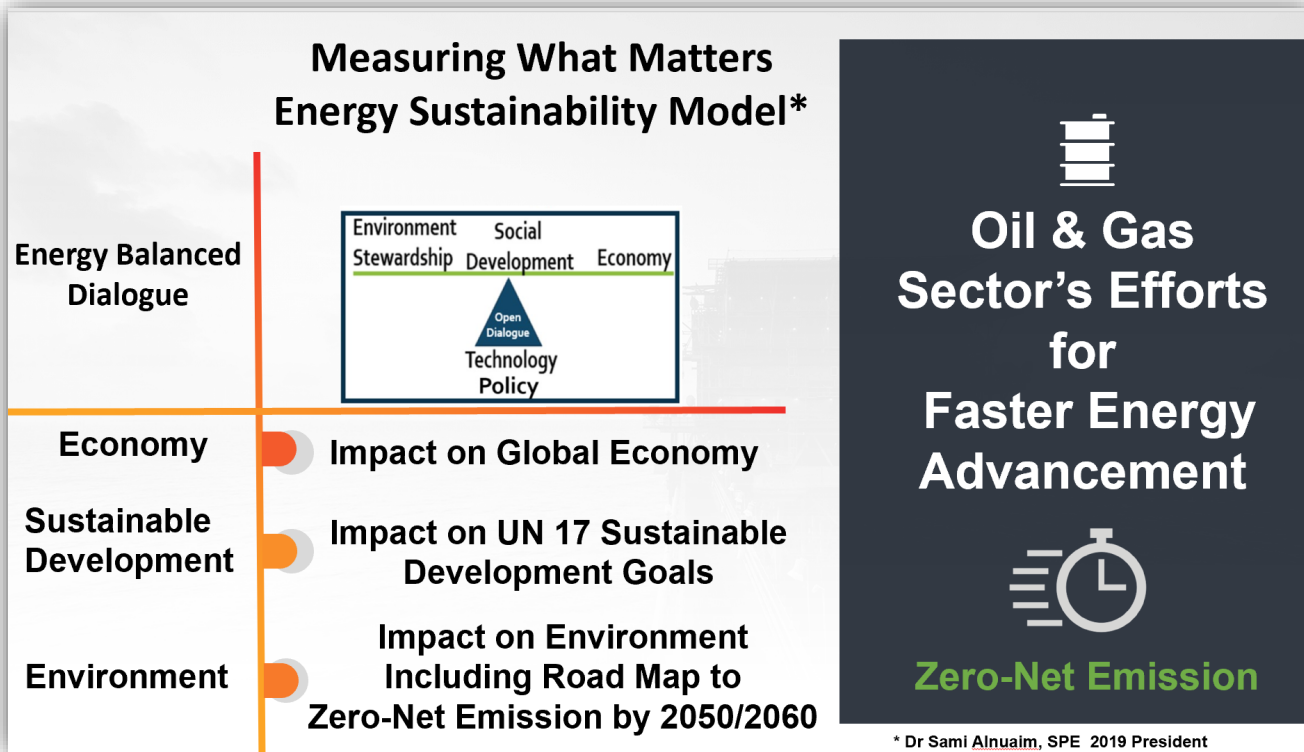 Measuring What Matters
Energy Sustainability Model*
Energy Balanced
Dialogue
Environment
Stewardship
Social
Development
Economy
Open
Dialogue
Technology
Policy
Economy
Impact on Global Economy
Sustainable
Development
Impact on UN 17 Sustainable
Development Goals
Environment
Impact on Environment
Including Road Map to
Zero-Net Emission by 2050/2060
Oil & Gas
Sector's Efforts
for
Faster Energy
Advancement
Zero-Net Emission
* Dr Sami Alnuaim, SPE 2019 President